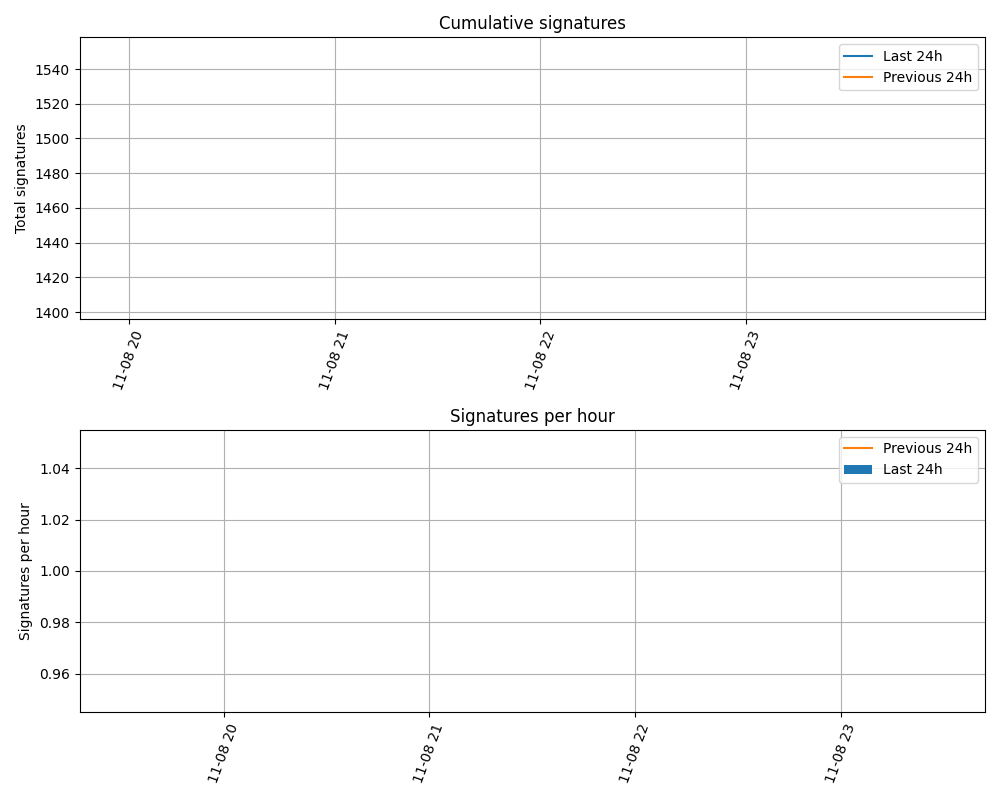 Cumulative signatures
Last 24h
Previous 24h
1540
1520
1500
1480
1460
1440
1420
1400
Total signatures
11-08 20
11-08 21
11-08 22
11-08 23
Signatures per hour
Previous 24h
Last 24h
1.04
1.02
1.00
0.98
0.96
Signatures per hour
11-08 20
11-08 21
11-08 22
11-08 23